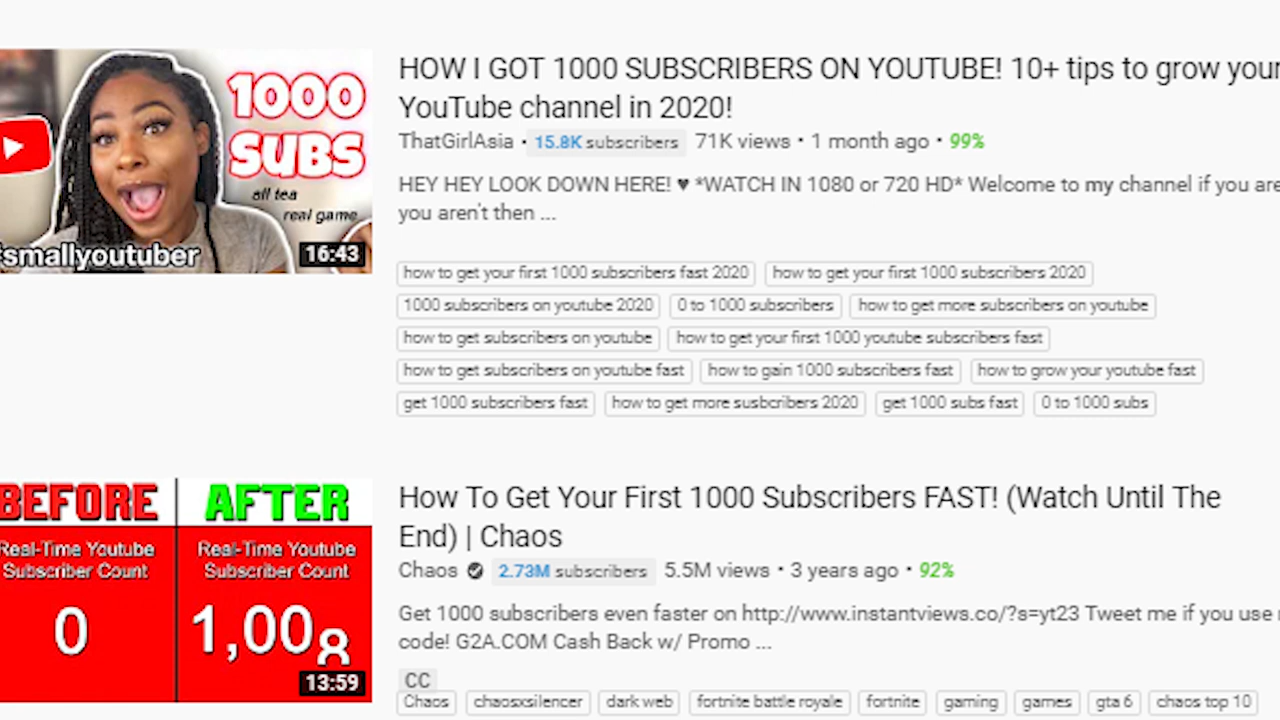 1000
SUBS
all tea
real game
#smallyoutuber
16:43
HOW I GOT 1000 SUBSCRIBERS ON YOUTUBE! 10+ tips to grow your
YouTube channel in 2020!
ThatGirlAsia • 15.8K subscribers 71K views • 1 month ago • 99%
HEY HEY LOOK DOWN HERE! ♥ *WATCH IN 1080 or 720 HD* Welcome to my channel if you are
you aren't then ...
how to get your first 1000 subscribers fast 2020 how to get your first 1000 subscribers 2020
1000 subscribers on youtube 2020 0 to 1000 subscribers how to get more subscribers on youtube
how to get subscribers on youtube how to get your first 1000 youtube subscribers fast
how to get subscribers on youtube fast how to gain 1000 subscribers fast how to grow your youtube fast
get 1000 subscribers fast how to get more susbcribers 2020 get 1000 subs fast 0 to 1000 subs
BEFORE AFTER
Real-Time Youtube Real-Time Youtube
Subscriber Count Subscriber Count
0 1,008
13:59
How To Get Your First 1000 Subscribers FAST! (Watch Until The
End) | Chaos
Chaos 2.73M subscribers 5.5M views • 3 years ago • 92%
Get 1000 subscribers even faster on http://www.instantviews.co/?s=yt23 Tweet me if you use
code! G2A.COM Cash Back w/ Promo ...
CC
Chaos chaosxsilencer dark web fortnite battle royale fortnite gaming games gta 6 chaos top 10